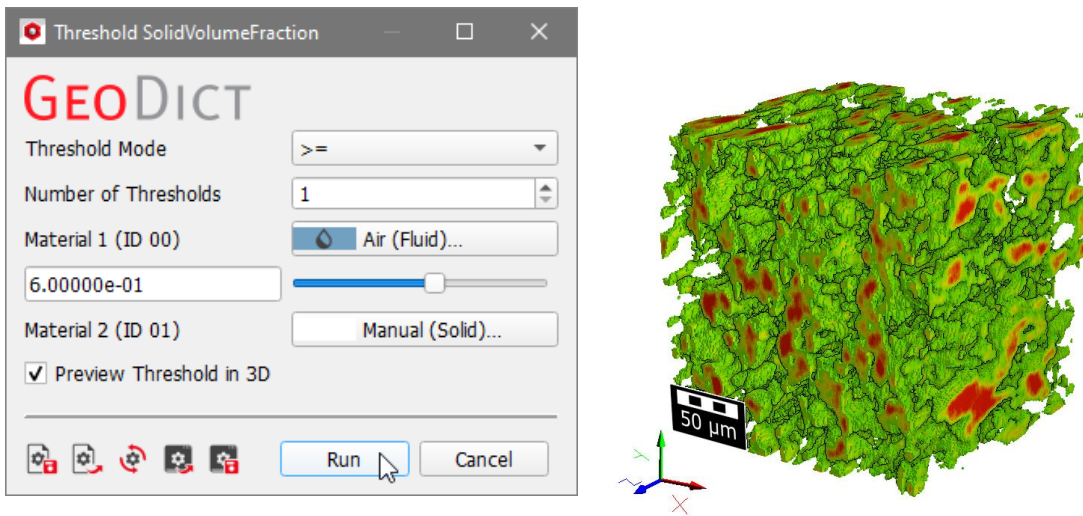 Threshold SolidVolumeFraction
GEODICT
Threshold Mode
>=
Number of Thresholds
1
Material 1 (ID 00)
Air (Fluid)...
6.00000e-01
Material 2 (ID 01)
Manual (Solid)...
Preview Threshold in 3D
Run
Cancel
50 µm
Y
Z
X